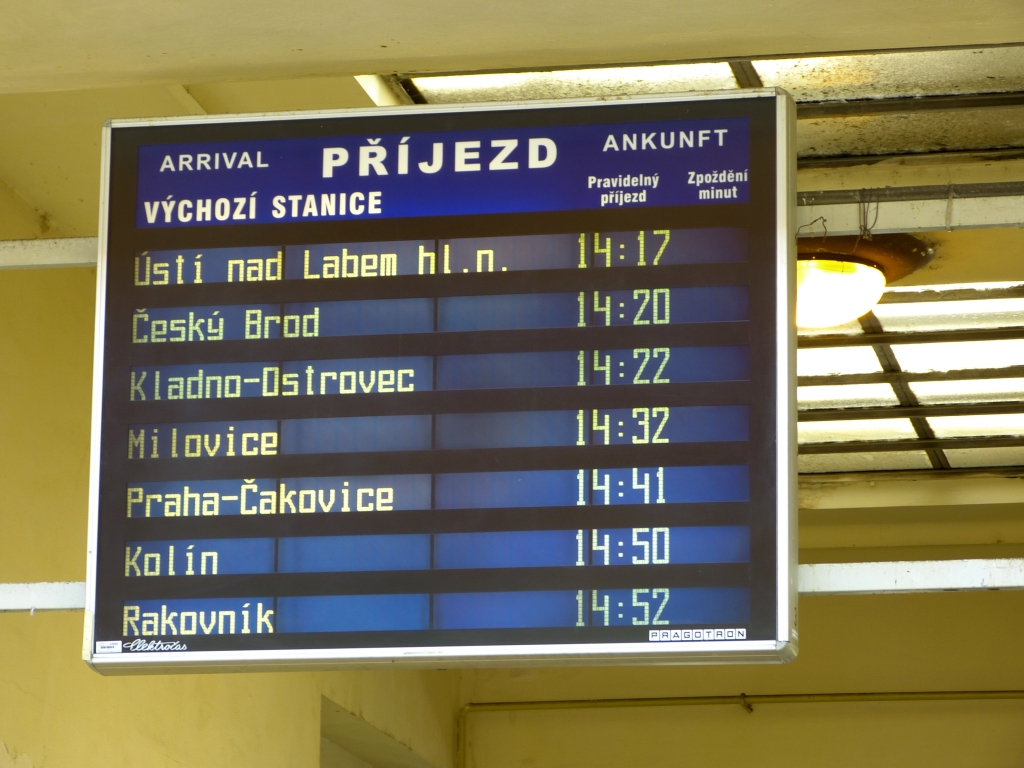 ARRIVAL PŘÍJEZD ANKUNFT
VÝCHOZÍ STANICE Pravidelný příjezd Zpoždění minut
Ústí nad Labem hl.n. 14:17
Český Brod 14:20
Kladno-Ostrovec 14:22
Milovice 14:32
Praha-Čakovice 14:41
Kolín 14:50
Rakovník 14:52
Elektročas PRAGOTRON